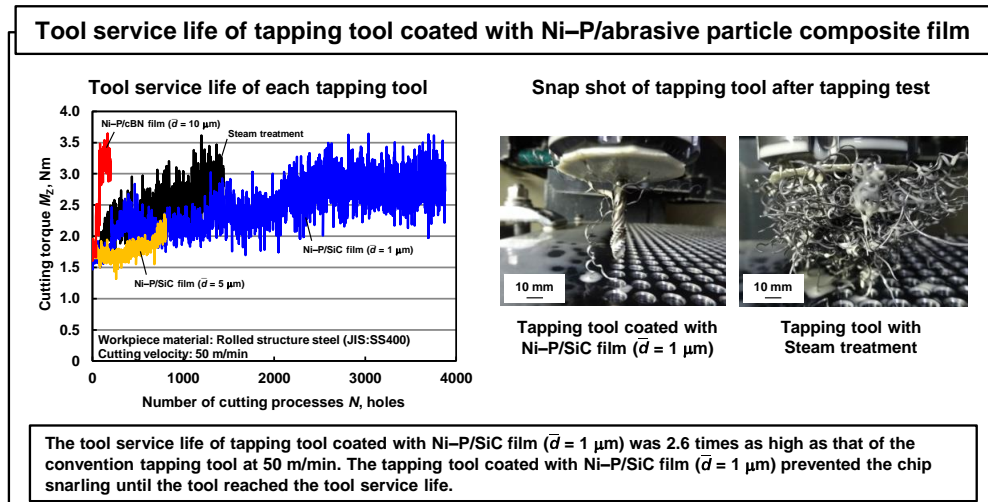 Tool service life of tapping tool coated with Ni–P/abrasive particle composite film
Tool service life of each tapping tool
Snap shot of tapping tool after tapping test
4.0
3.5
3.0
2.5
2.0
1.5
1.0
0.5
0
Cutting torque M_Z, Nm
Ni–P/cBN film (d̅ = 10 μm)
Steam treatment
Ni–P/SiC film (d̅ = 1 μm)
Ni–P/SiC film (d̅ = 5 μm)
Workpiece material: Rolled structure steel (JIS:SS400)
Cutting velocity: 50 m/min
0 1000 2000 3000 4000
Number of cutting processes N, holes
10 mm
Tapping tool coated with
Ni–P/SiC film (d̅ = 1 μm)
10 mm
Tapping tool with
Steam treatment
The tool service life of tapping tool coated with Ni–P/SiC film (d̅ = 1 μm) was 2.6 times as high as that of the
convention tapping tool at 50 m/min. The tapping tool coated with Ni–P/SiC film (d̅ = 1 μm) prevented the chip
snarling until the tool reached the tool service life.